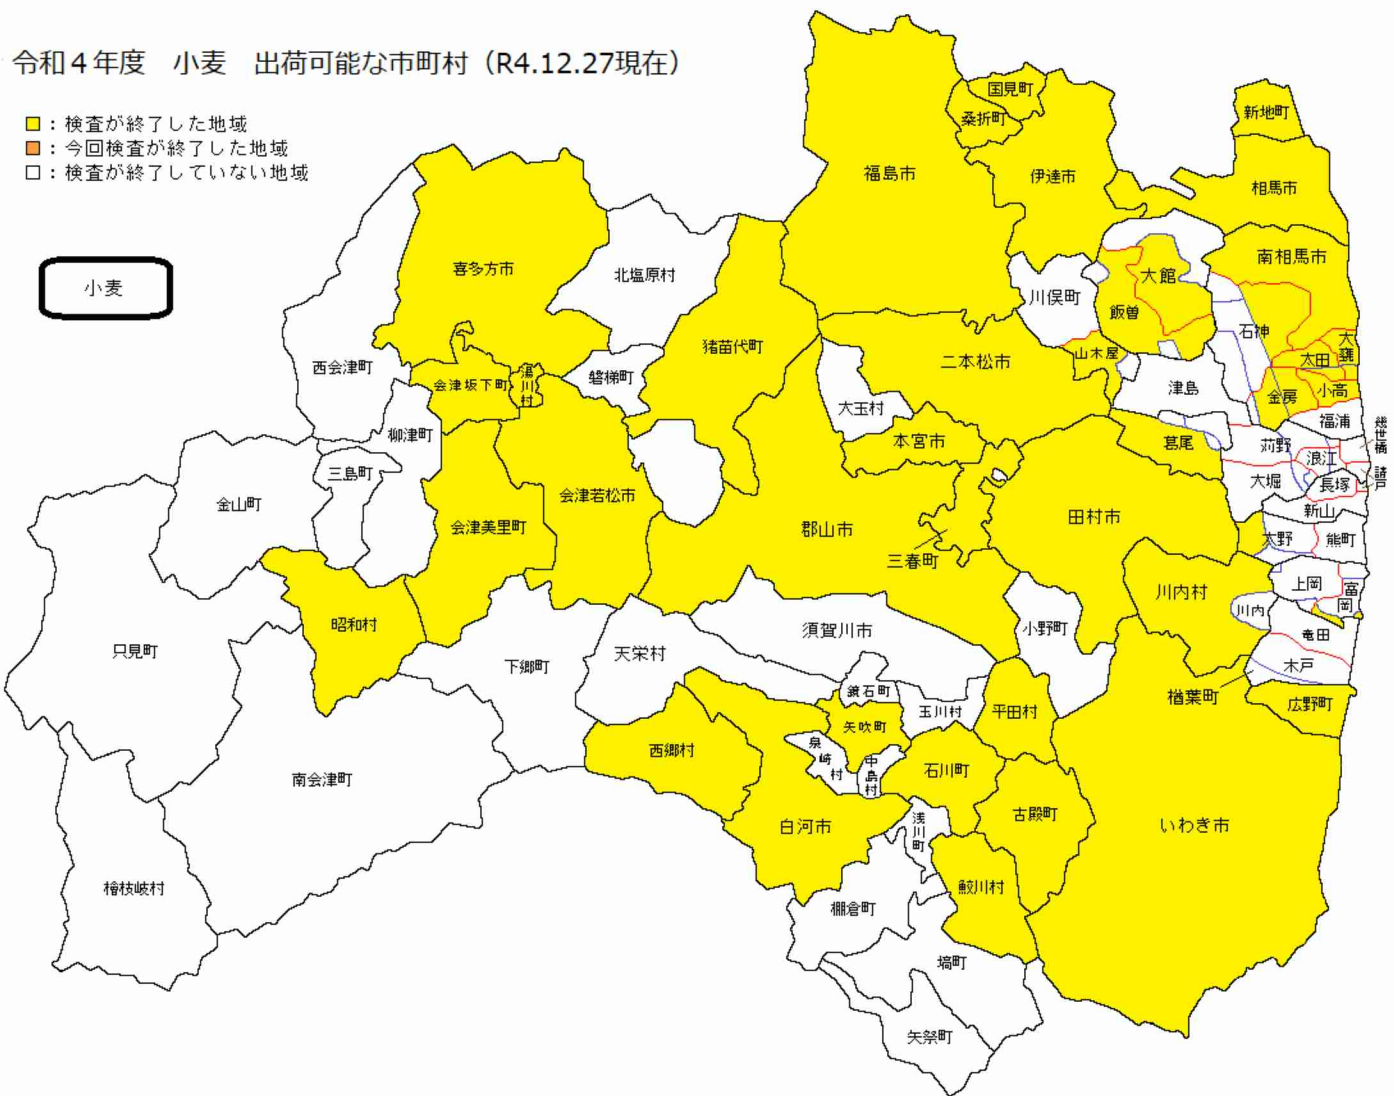 令和４年度　小麦　出荷可能な市町村（R4.12.27現在）
：検査が終了した地域
：今回検査が終了した地域
：検査が終了していない地域
小麦
国見町
桑折町
新地町
福島市
伊達市
相馬市
喜多方市
北塩原村
川俣町
大館
飯曽
南相馬市
石神
西会津町
会津坂下町
湯川村
磐梯町
猪苗代町
二本松市
山木屋
津島
太田
大甕
金房
小高
福浦
柳津町
大玉村
本宮市
葛尾
苅野
浪江
幾世橋
請戸
三島町
金山町
会津美里町
会津若松市
郡山市
三春町
田村市
大堀
長塚
新山
大野
熊町
昭和村
只見町
下郷町
天栄村
須賀川市
小野町
川内村
川内
上岡
富岡
竜田
木戸
楢葉町
広野町
鏡石町
玉川村
平田村
矢吹町
泉崎村
中島村
西郷村
石川町
南会津町
白河市
浅川町
古殿町
いわき市
檜枝岐村
棚倉町
鮫川村
塙町
矢祭町